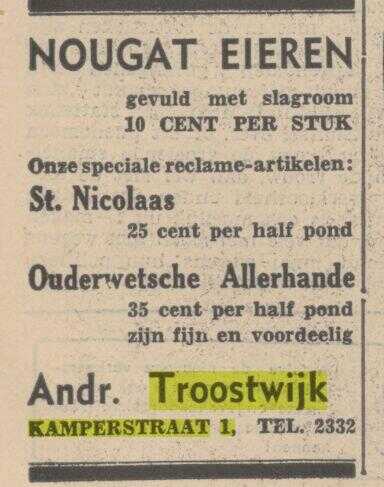 NOUGAT EIEREN
gevuld met slagroom
10 CENT PER STUK
Onze speciale reclame-artikelen:
St. Nicolaas
25 cent per half pond
Ouderwetsche Allerhande
35 cent per half pond
zijn fijn en voordeelig
Andr. Troostwijk
KAMPERSTRAAT 1, TEL. 2332